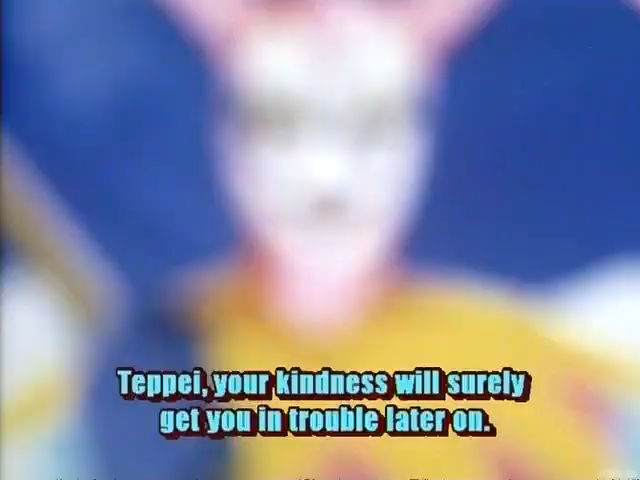 Teppei, your kindness will surely
get you in trouble later on.